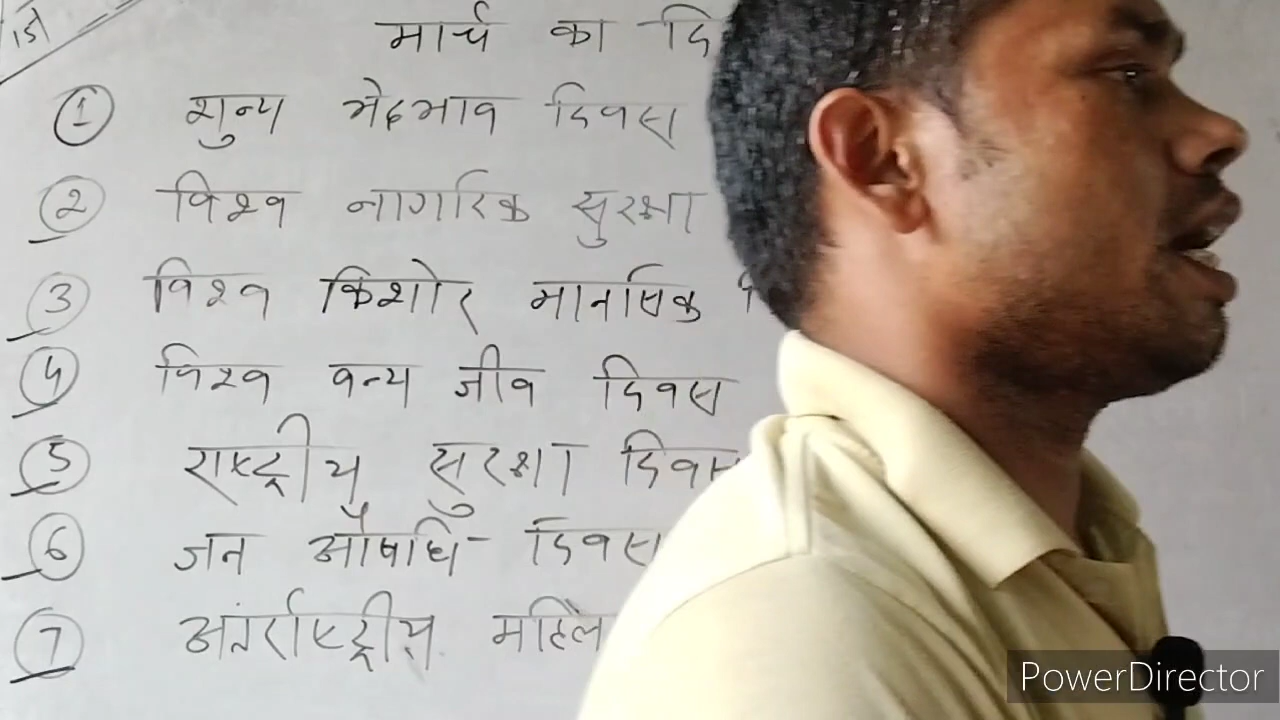 मार्च का दि
① शुन्य भेदभाव दिवस
② विश्व नागरिक सुरक्षा
③ विश्व किशोर मानसिक
④ विश्व वन्य जीव दिवस
⑤ राष्ट्रीय सुरक्षा दिवस
⑥ जन औषधि दिवस
⑦ अंतर्राष्ट्रीय महिल
PowerDirector